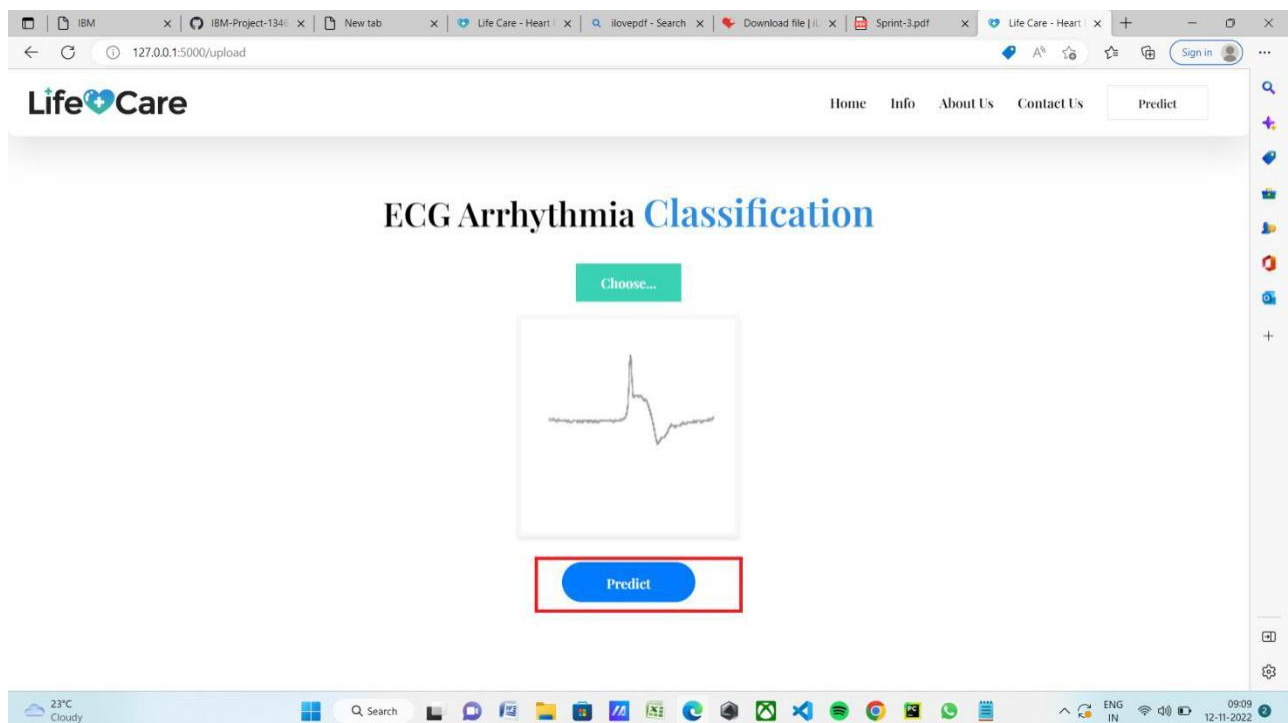 IBM
IBM-Project-1346
New tab
Life Care - Heart
ilovepdf - Search
Download file | iL
Sprint-3.pdf
Life Care - Heart
127.0.0.1:5000/upload
Sign in
Life Care
Home Info About Us Contact Us Predict
ECG Arrhythmia Classification
Choose...
Predict
23°C
Cloudy
Search
ENG
IN
09:09
12-11-2022
2